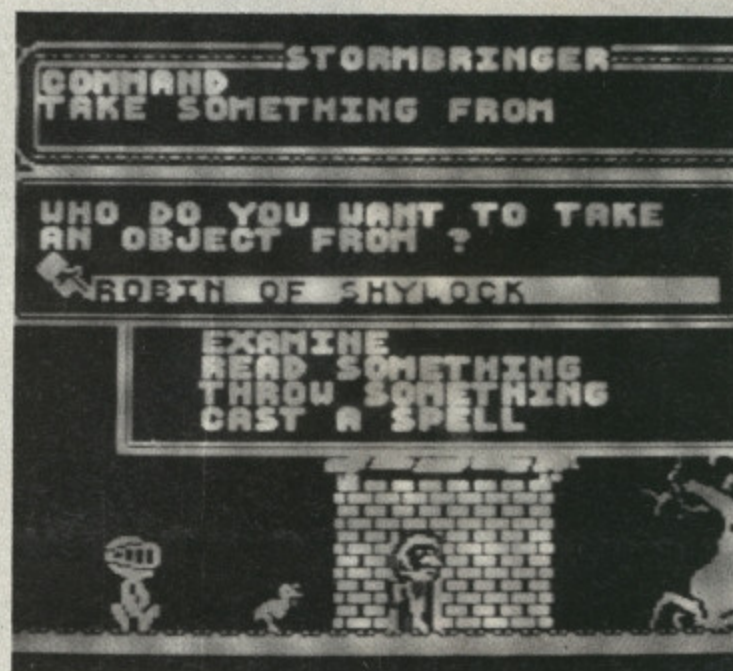 STORMBRINGER
COMMAND
TAKE SOMETHING FROM
WHO DO YOU WANT TO TAKE
AN OBJECT FROM ?
ROBIN OF SHYLOCK
EXAMINE
READ SOMETHING
THROW SOMETHING
CAST A SPELL